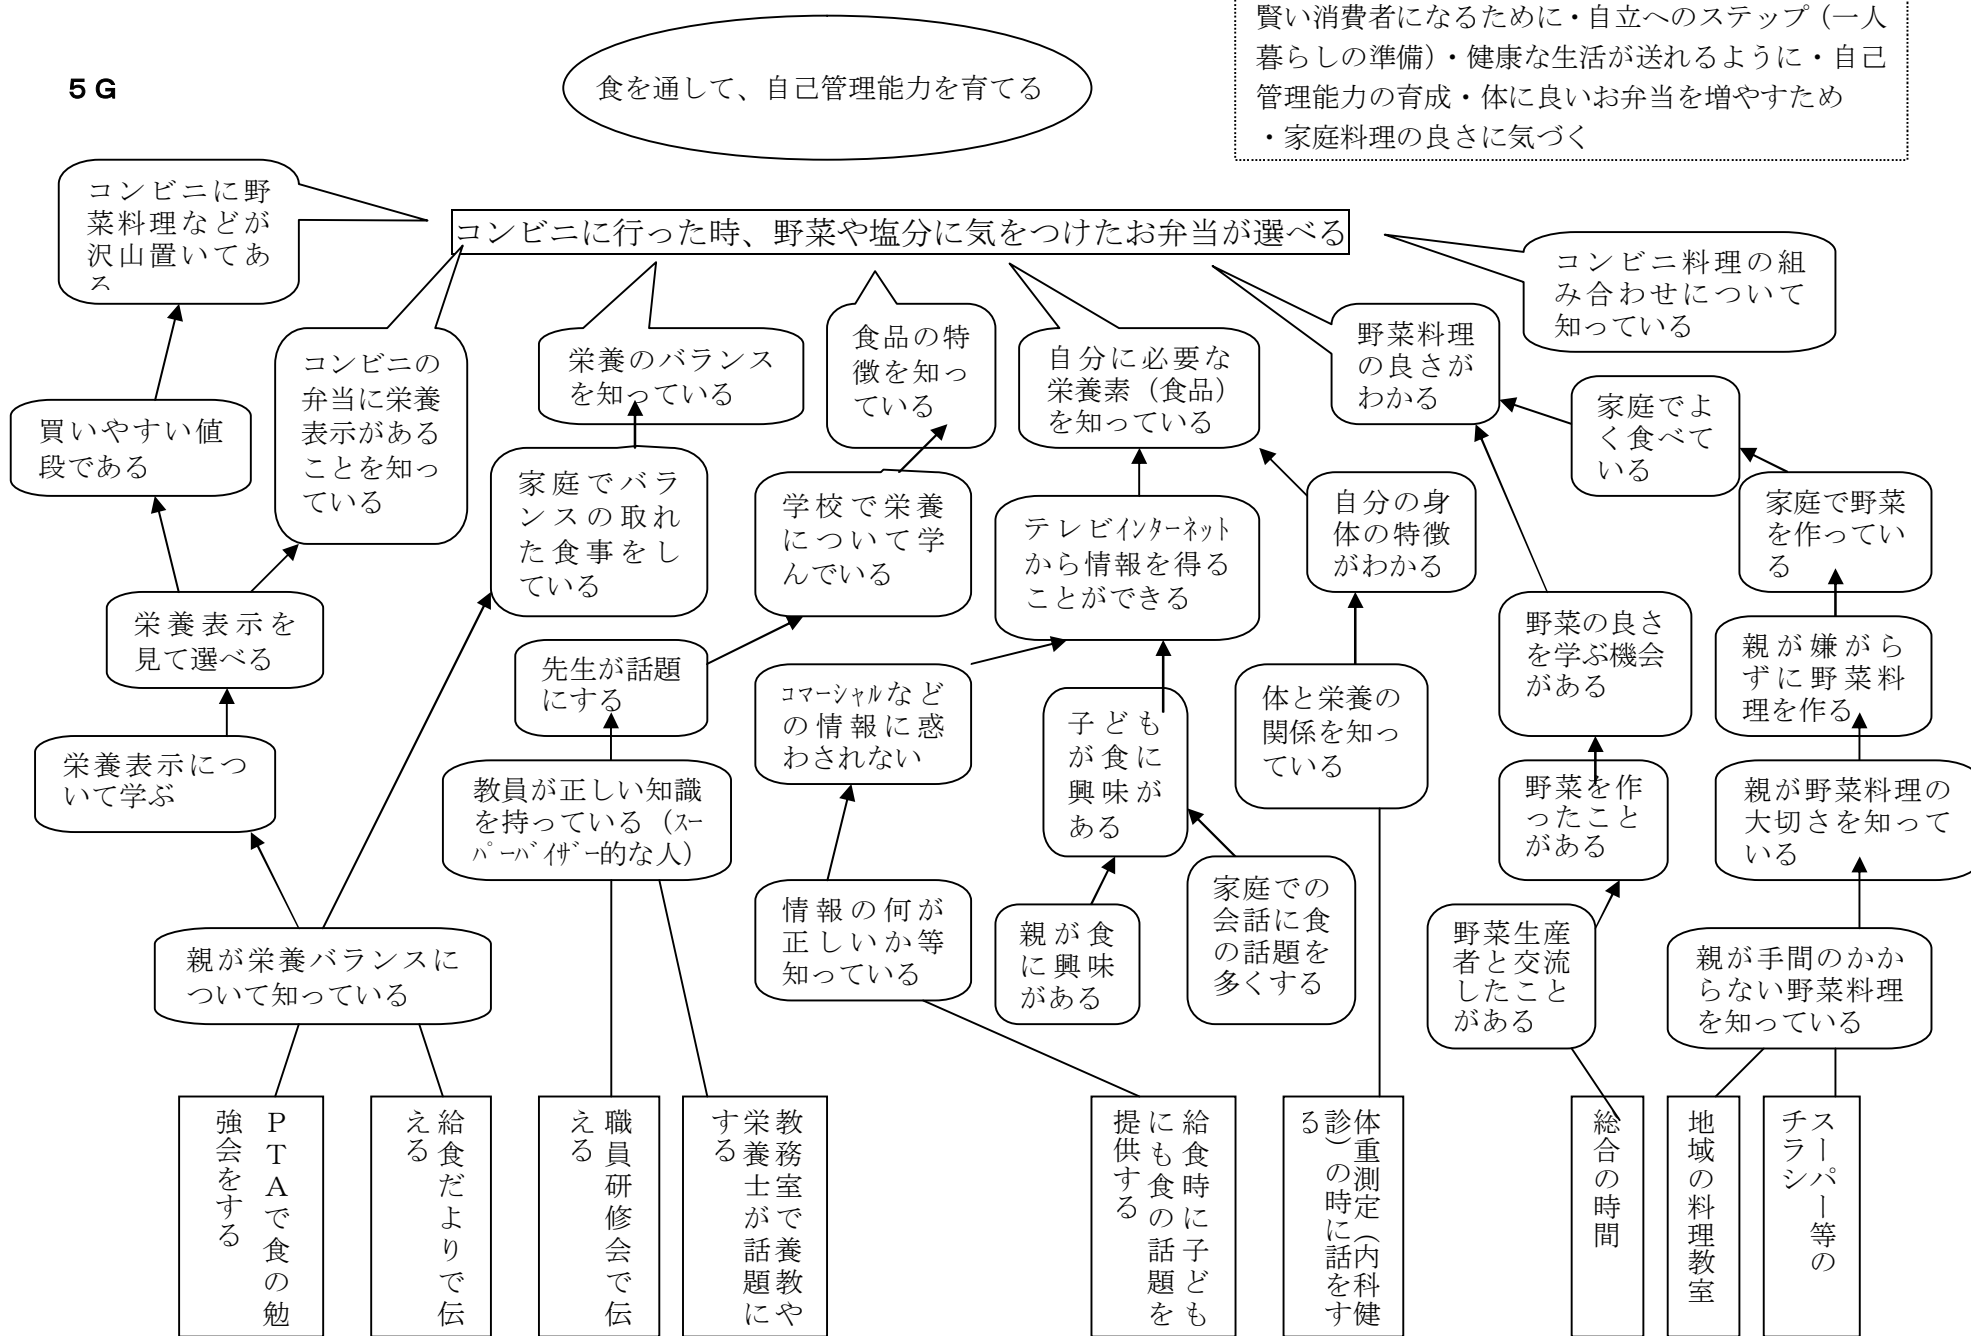 賢い消費者になるために・自立へのステップ（一人
暮らしの準備）・健康な生活が送れるように・自己
管理能力の育成・体に良いお弁当を増やすため
・家庭料理の良さに気づく
５Ｇ
食を通して、自己管理能力を育てる
コンビニに野
菜料理などが
沢山置いてあ
る
コンビニに行った時、野菜や塩分に気をつけたお弁当が選べる
コンビニ料理の組
み合わせについて
知っている
買いやすい値
段である
コンビニの
弁当に栄養
表示がある
ことを知っ
ている
栄養のバランス
を知っている
食品の特
徴を知っ
ている
自分に必要な
栄養素（食品）
を知っている
野菜料理
の良さが
わかる
家庭でよ
く食べて
いる
家庭でバラ
ンスの取れ
た食事をし
ている
学校で栄養
について学
んでいる
テレビｲﾝﾀｰﾈｯﾄ
から情報を得る
ことができる
自分の身
体の特徴
がわかる
家庭で野菜
を作ってい
る
栄養表示を
見て選べる
先生が話題
にする
コマーシャルなど
の情報に惑
わされない
子ども
が食に
興味が
ある
体と栄養の
関係を知っ
ている
野菜の良さ
を学ぶ機会
がある
親が嫌がら
ずに野菜料
理を作る
栄養表示につ
いて学ぶ
教員が正しい知識
を持っている（ｽｰ
ﾊﾟｰﾊﾞｲｻﾞｰ的な人）
野菜を作
ったこと
がある
親が野菜料理の
大切さを知って
いる
親が栄養バランスに
ついて知っている
情報の何が
正しいか等
知っている
親が食
に興味
がある
家庭での
会話に食
の話題を
多くする
野菜生産
者と交流
したこと
がある
親が手間のかか
らない野菜料理
を知っている
ＰＴＡで食の勉
強会をする
給食だよりで伝
える
職員研修会で伝
える
教務室で養教や
栄養士が話題に
する
給食時に子ども
にも食の話題を
提供する
体重測定（内科健
診）の時に話をす
る
総合の時間
地域の料理教室
スーパー等の
チラシ